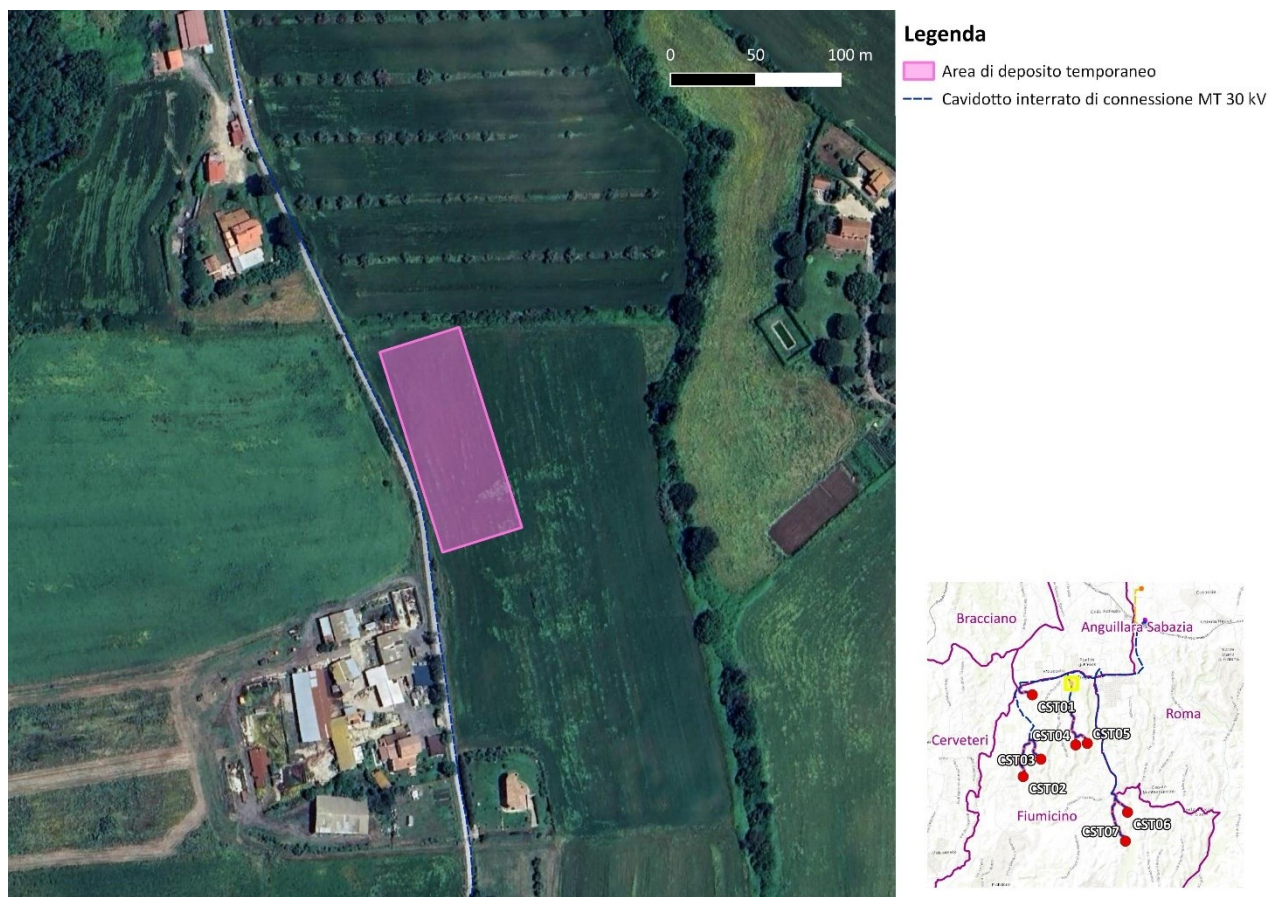 0 50 100 m
Legenda
Area di deposito temporaneo
Cavidotto interrato di connessione MT 30 kV
Bracciano
Anguillara Sabazia
CST01
Roma
CST04
CST05
Cerveteri
CST03
CST02
Fiumicino
CST06
CST07